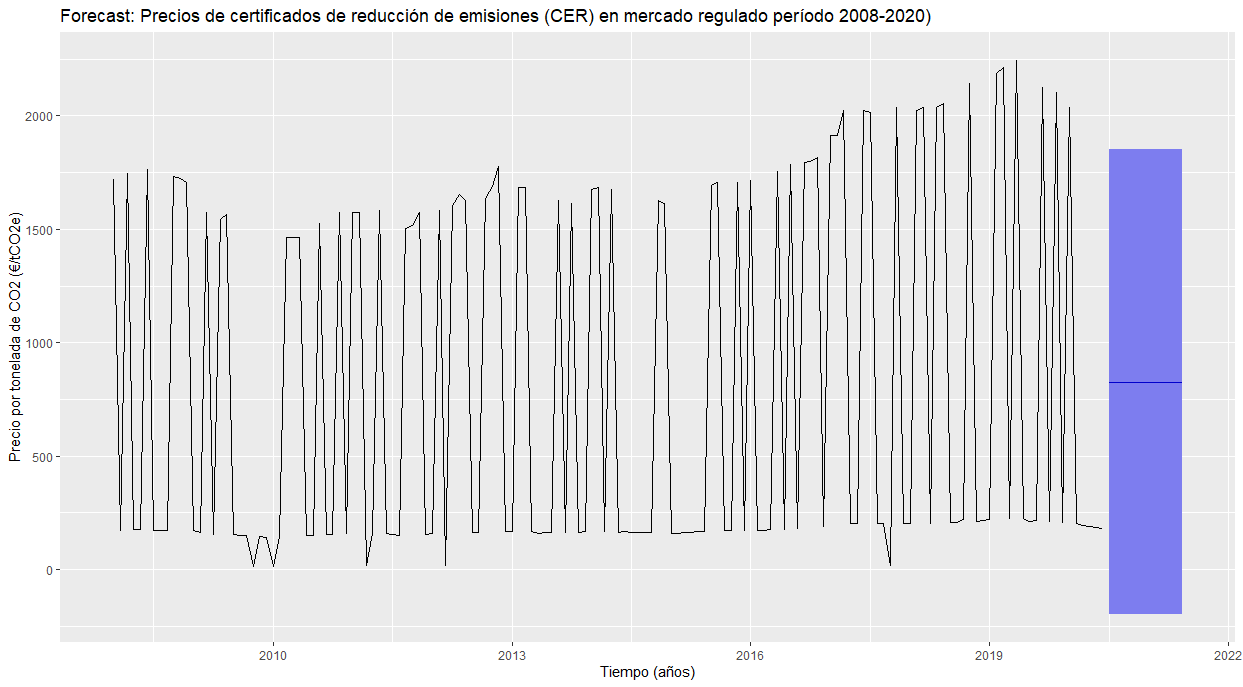 Forecast: Precios de certificados de reducción de emisiones (CER) en mercado regulado período 2008-2020)
Precio por tonelada de CO2 (€/tCO2e)
2000
1500
1000
500
0
2010 2013 2016 2019 2022
Tiempo (años)